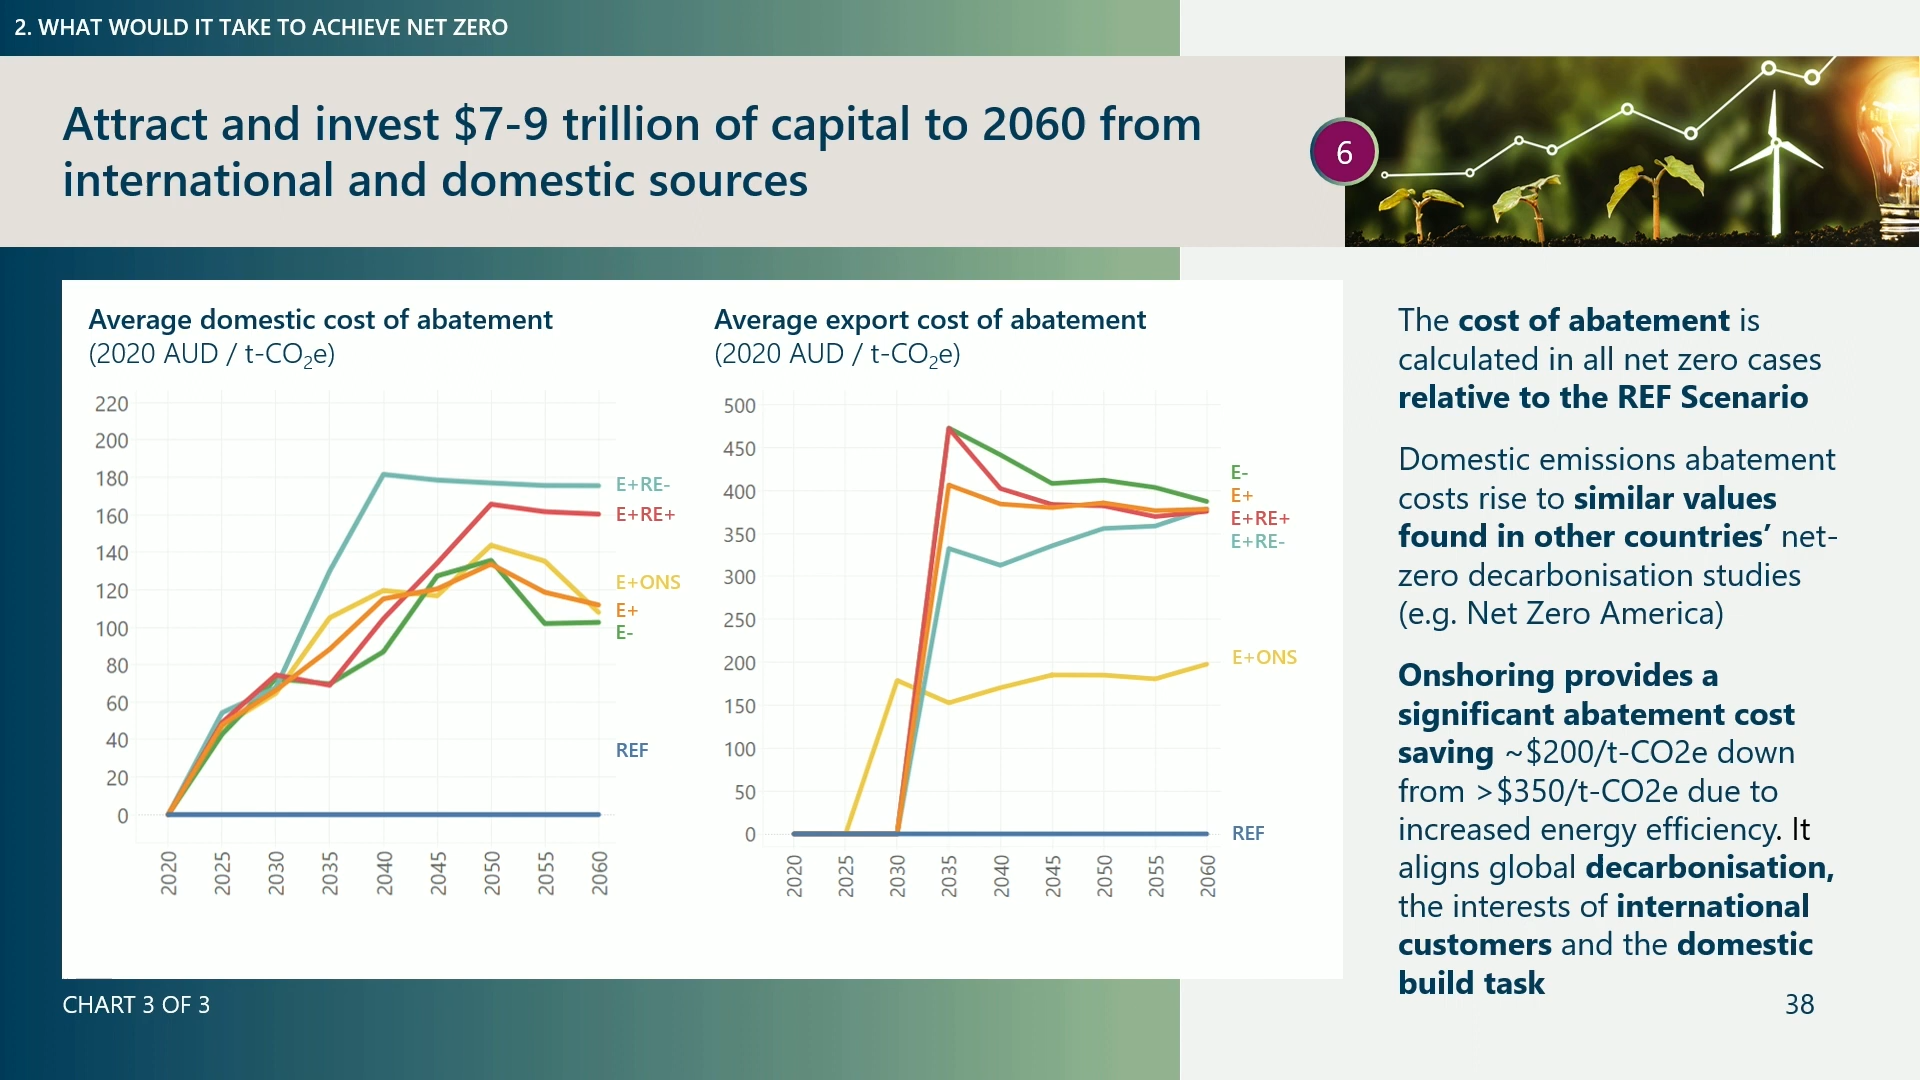 2. WHAT WOULD IT TAKE TO ACHIEVE NET ZERO
Attract and invest $7-9 trillion of capital to 2060 from
international and domestic sources
6
Average domestic cost of abatement
(2020 AUD / t-CO₂e)
220
200
180
160
140
120
100
80
60
40
20
0
2020
2025
2030
2035
2040
2045
2050
2055
2060
E+RE-
E+RE+
E+ONS
E+
E-
REF
Average export cost of abatement
(2020 AUD / t-CO₂e)
500
450
400
350
300
250
200
150
100
50
0
2020
2025
2030
2035
2040
2045
2050
2055
2060
E-
E+
E+RE+
E+RE-
E+ONS
REF
The cost of abatement is
calculated in all net zero cases
relative to the REF Scenario
Domestic emissions abatement
costs rise to similar values
found in other countries’ net-
zero decarbonisation studies
(e.g. Net Zero America)
Onshoring provides a
significant abatement cost
saving ~$200/t-CO2e down
from >$350/t-CO2e due to
increased energy efficiency. It
aligns global decarbonisation,
the interests of international
customers and the domestic
build task
CHART 3 OF 3
38